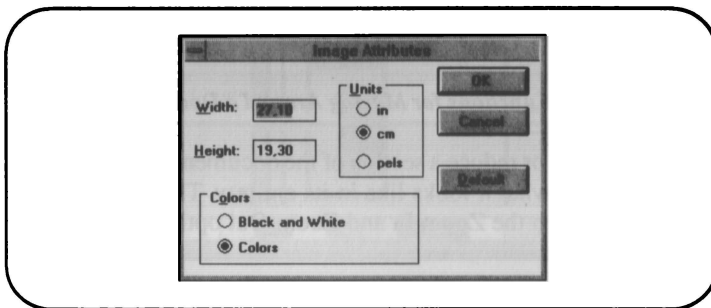 Image Attributes
Width: 27,10
Height: 19,30
Units
in
cm
pels
OK
Cancel
Default
Colors
Black and White
Colors